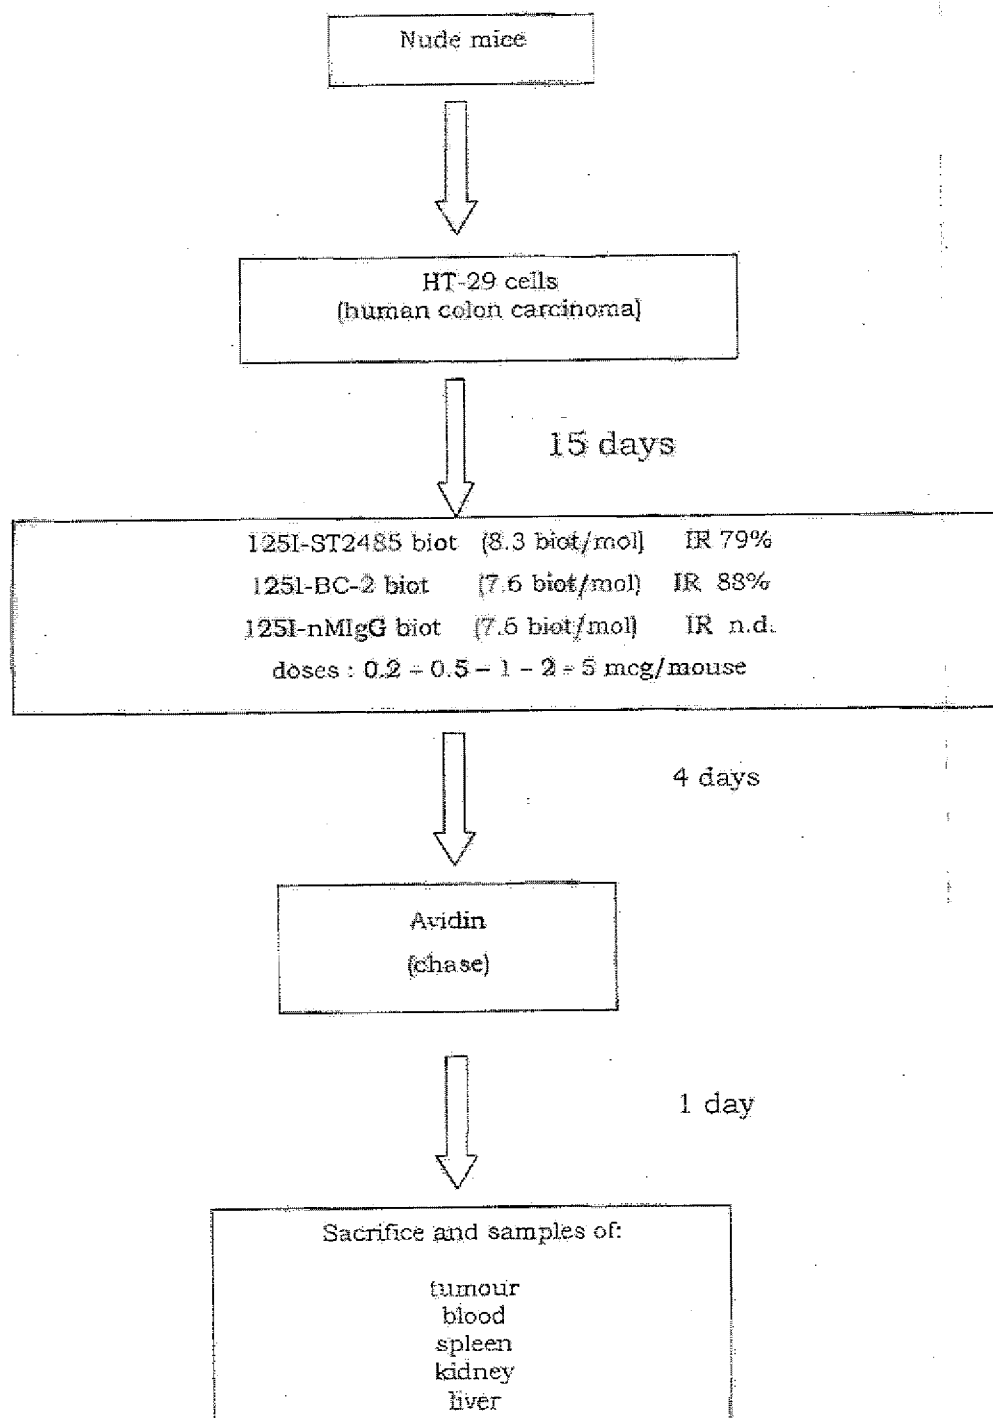 Nude mice
HT-29 cells
(human colon carcinoma)
15 days
125I-ST2485 biot (8.3 biot/mol) IR 79%
125I-BC-2 biot (7.6 biot/mol) IR 88%
125I-nMIgG biot (7.5 biot/mol) IR n.d.
doses : 0.2 - 0.5 - 1 - 2 - 5 mcg/mouse
4 days
Avidin
(chase)
1 day
Sacrifice and samples of:
tumour
blood
spleen
kidney
liver